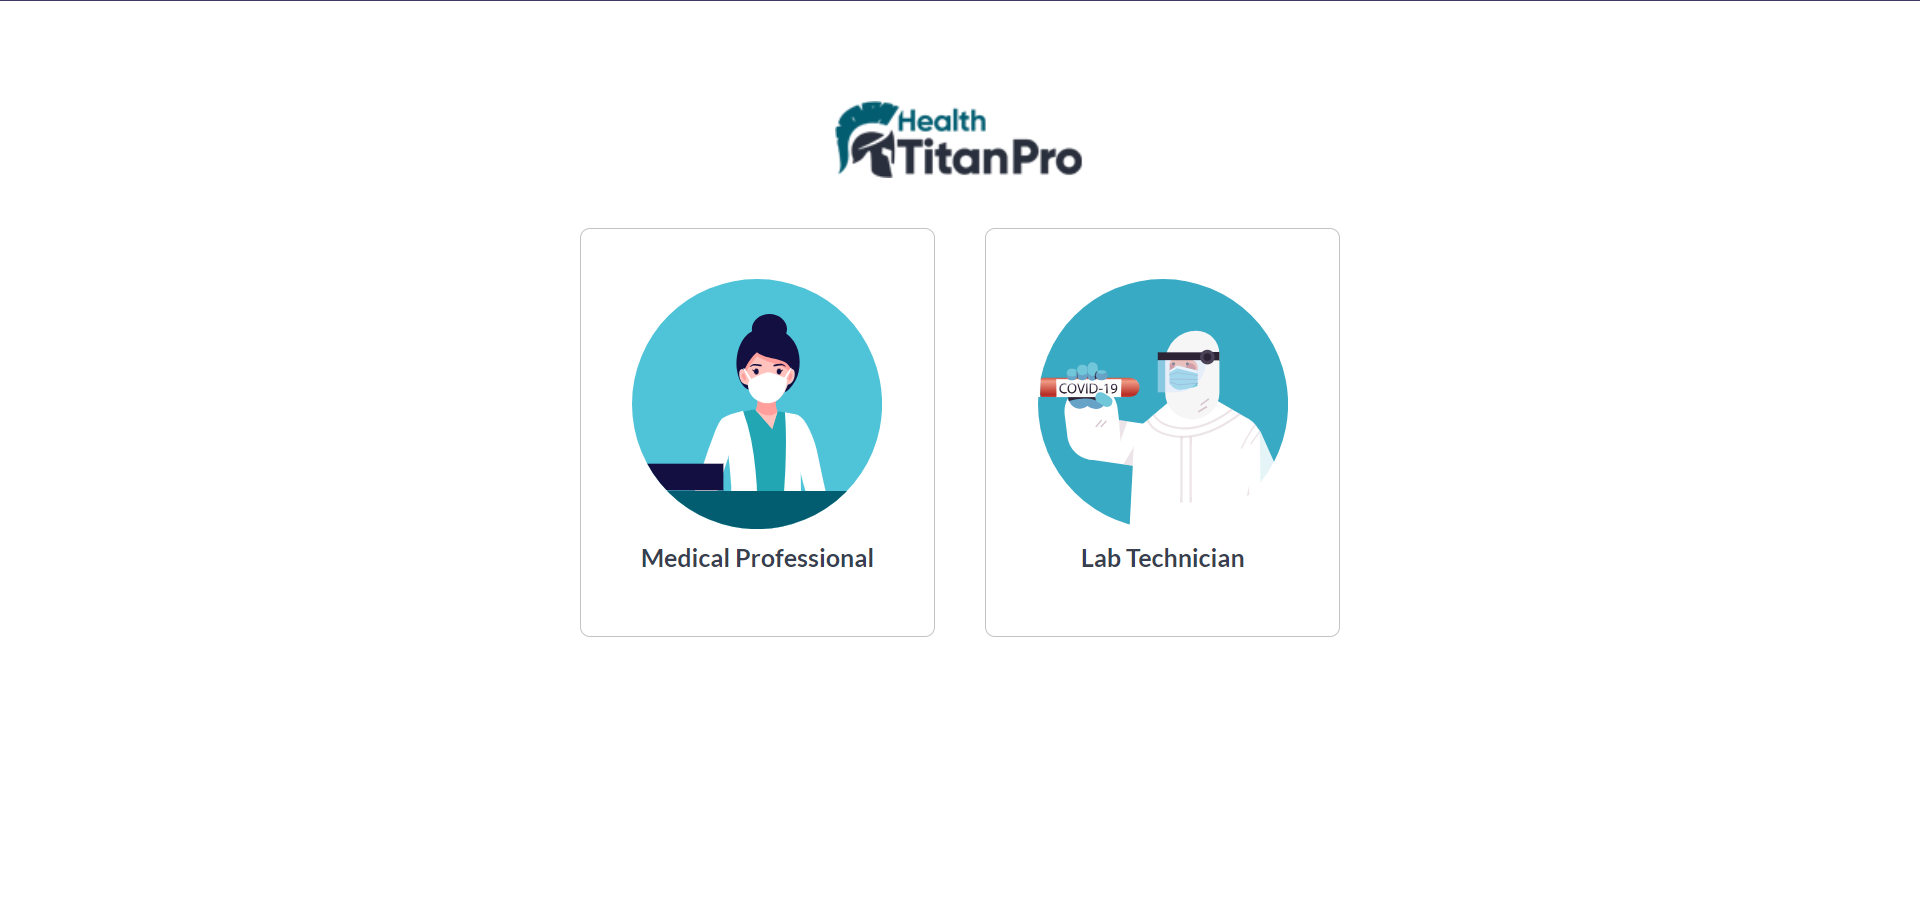 Health
TitanPro
COVID-19
Medical Professional
Lab Technician